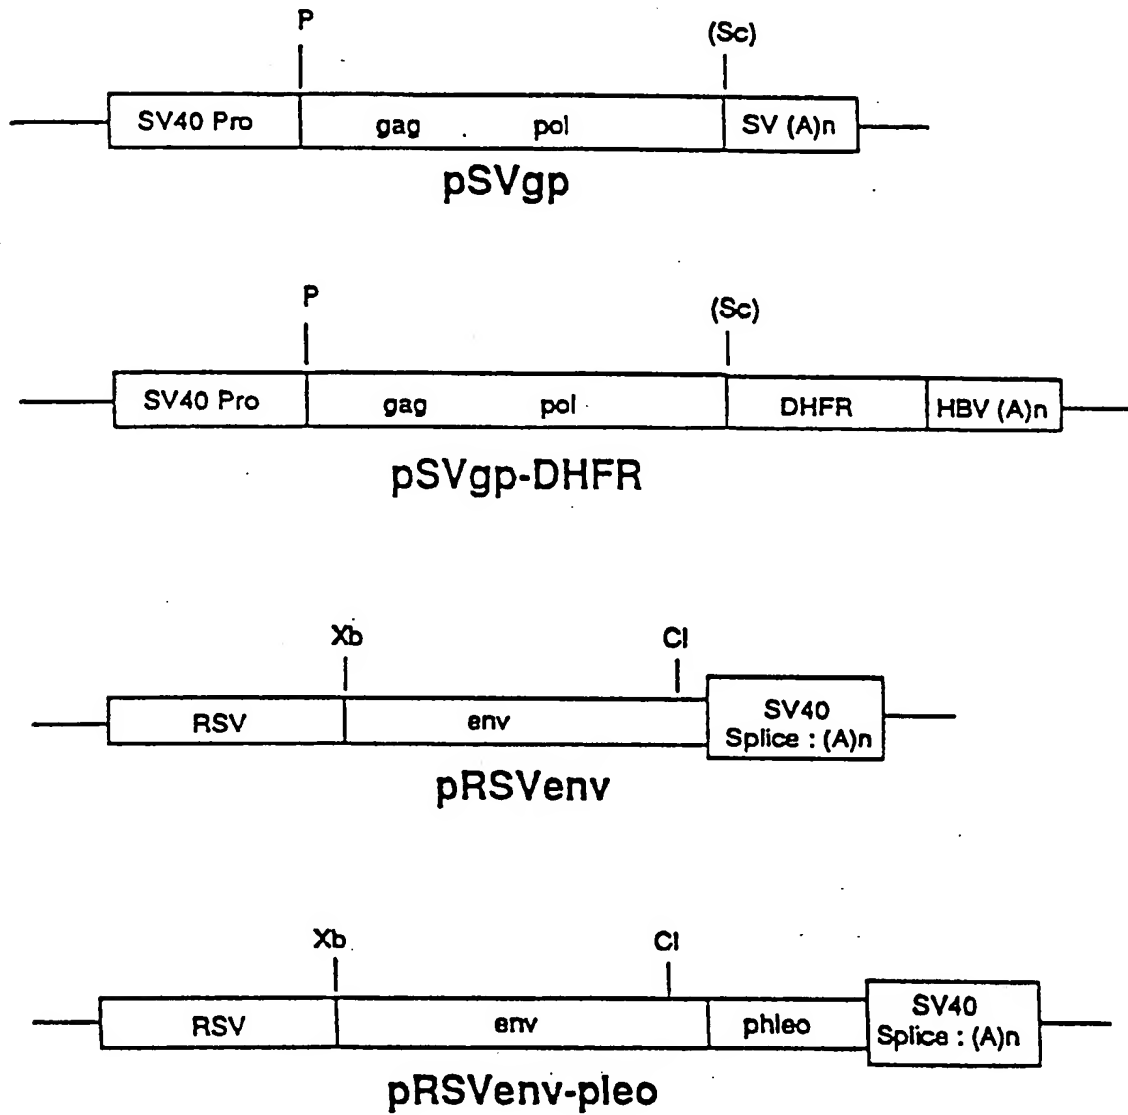 P (Sc)
SV40 Pro gag pol SV (A)n
pSVgp
P (Sc)
SV40 Pro gag pol DHFR HBV (A)n
pSVgp-DHFR
Xb Cl
RSV env SV40
Splice : (A)n
pRSVenv
Xb Cl
RSV env phleo SV40
Splice : (A)n
pRSVenv-pleo